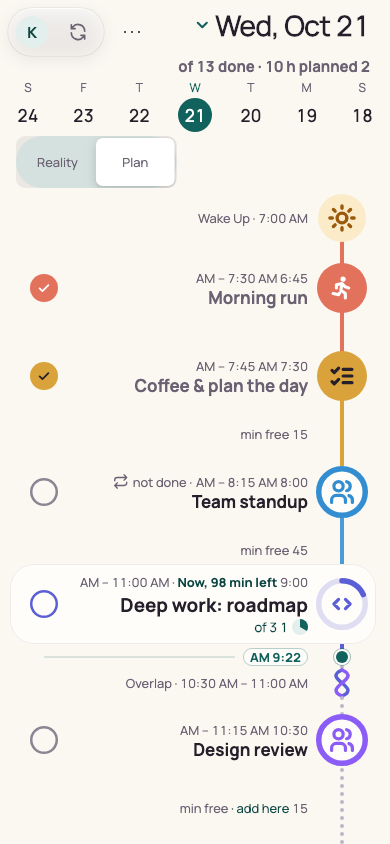 K
...
Wed, Oct 21
of 13 done · 10 h planned 2
S F T W T M S
24 23 22 21 20 19 18
Reality Plan
Wake Up · 7:00 AM
AM – 7:30 AM 6:45
Morning run
AM – 7:45 AM 7:30
Coffee & plan the day
min free 15
not done · AM – 8:15 AM 8:00
Team standup
min free 45
AM – 11:00 AM · Now, 98 min left 9:00
Deep work: roadmap
of 3 1
AM 9:22
Overlap · 10:30 AM – 11:00 AM
AM – 11:15 AM 10:30
Design review
min free · add here 15